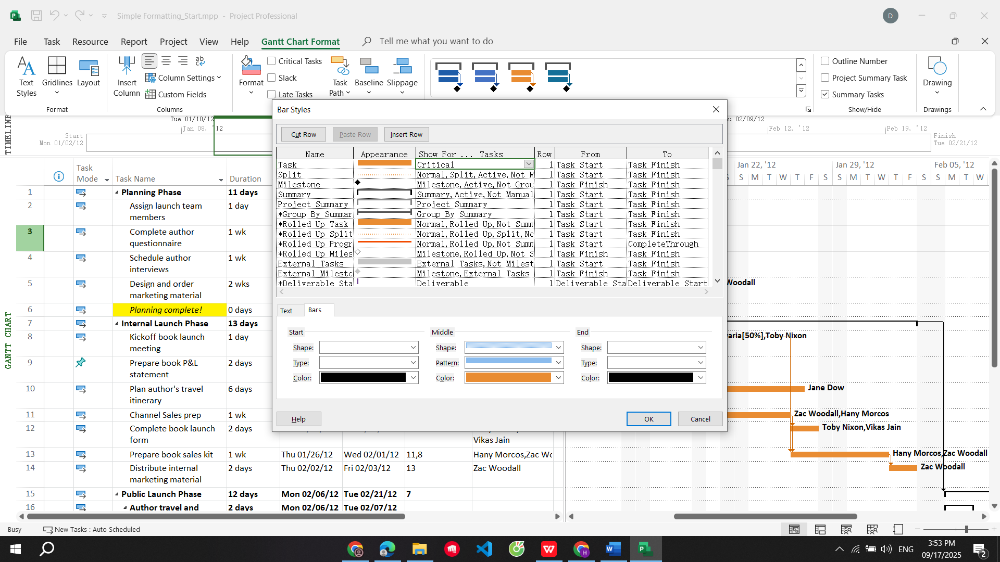 Simple Formatting_Start.mpp - Project Professional
D
File Task Resource Report Project View Help Gantt Chart Format Tell me what you want to do
Text Styles
Gridlines
Layout
Format
Insert Column
Column Settings
Custom Fields
Columns
Format
Critical Tasks
Slack
Late Tasks
Task Path
Baseline
Slippage
Outline Number
Project Summary Task
Summary Tasks
Show/Hide
Drawing
Drawings
TIMELINE
Tue 01/10/12
Jan 08, '12
Start
Mon 01/02/12
02/09/12
Feb 12, '12
Feb 19, '12
Finish
Tue 02/21/12
Bar Styles
Cut Row Paste Row Insert Row
Name Appearance Show For ... Tasks Row From To
Task Critical 1 Task Start Task Finish
Split Normal,Split,Active,Not M 1 Task Start Task Finish
Milestone Milestone,Active,Not Grou 1 Task Finish Task Finish
Summary Summary,Active,Not Manual 1 Task Start Task Finish
Project Summary Project Summary 1 Task Start Task Finish
*Group By Summar Group By Summary 1 Task Start Task Finish
*Rolled Up Task Normal,Rolled Up,Not Summ 1 Task Start Task Finish
*Rolled Up Split Normal,Rolled Up,Split,No 1 Task Start Task Finish
*Rolled Up Progr Normal,Rolled Up,Not Summ 1 Task Start CompleteThrough
*Rolled Up Miles Milestone,Rolled Up,Not S 1 Task Finish Task Finish
External Tasks External Tasks,Not Milest 1 Task Start Task Finish
External Milesto Milestone,External Tasks 1 Task Finish Task Finish
*Deliverable Sta Deliverable 1 Deliverable Sta Deliverable Start
Text Bars
Start Middle End
Shape: Shape: Shape:
Type: Pattern: Type:
Color: Color: Color:
Help OK Cancel
GANTT CHART
Task Mode Task Name Duration
1 Planning Phase 11 days
2 Assign launch team members 1 day
3 Complete author questionnaire 1 wk
4 Schedule author interviews 1 wk
5 Design and order marketing material 2 wks
6 Planning complete! 0 days
7 Internal Launch Phase 13 days
8 Kickoff book launch meeting 1 day
9 Prepare book P&L statement 2 days
10 Plan author's travel itinerary 6 days
11 Channel Sales prep 1 wk
12 Complete book launch form 2 days Vikas Jain
13 Prepare book sales kit 1 wk Thu 01/26/12 Wed 02/01/12 11,8 Hany Morcos,Zac Wo
14 Distribute internal marketing material 2 days Thu 02/02/12 Fri 02/03/12 13 Zac Woodall
15 Public Launch Phase 12 days Mon 02/06/12 Tue 02/21/12 7
16 Author travel and 2 days Mon 02/06/12 Tue 02/07/12
Jan 22, '12 Jan 29, '12 Feb 05, '12
S M T W T F S S M T W T F S S M T W
Woodall
aria[50%],Toby Nixon
Jane Dow
Zac Woodall,Hany Morcos
Toby Nixon,Vikas Jain
Hany Morcos,Zac Woodall
Zac Woodall
Busy New Tasks : Auto Scheduled
ENG
3:53 PM
09/17/2025
2